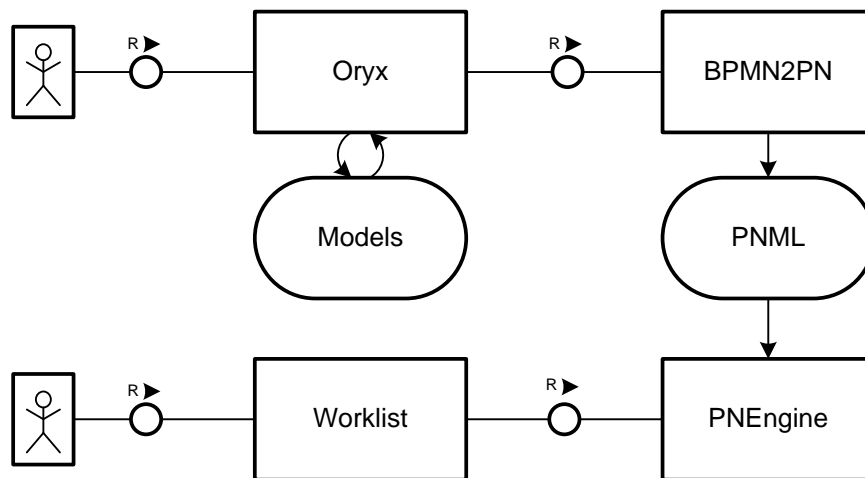 R
R
Oryx
BPMN2PN
Models
PNML
R
R
Worklist
PNEngine